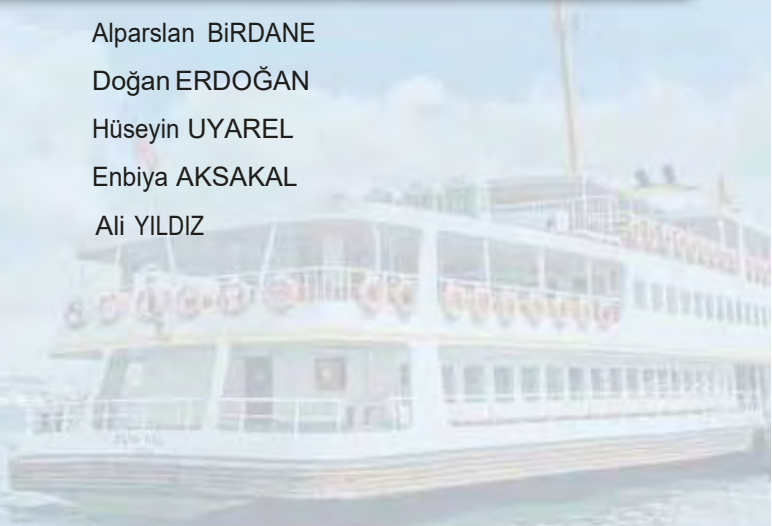 Alparslan BiRDANE
Doğan ERDOĞAN
Hüseyin UYAREL
Enbiya AKSAKAL
Ali YILDIZ